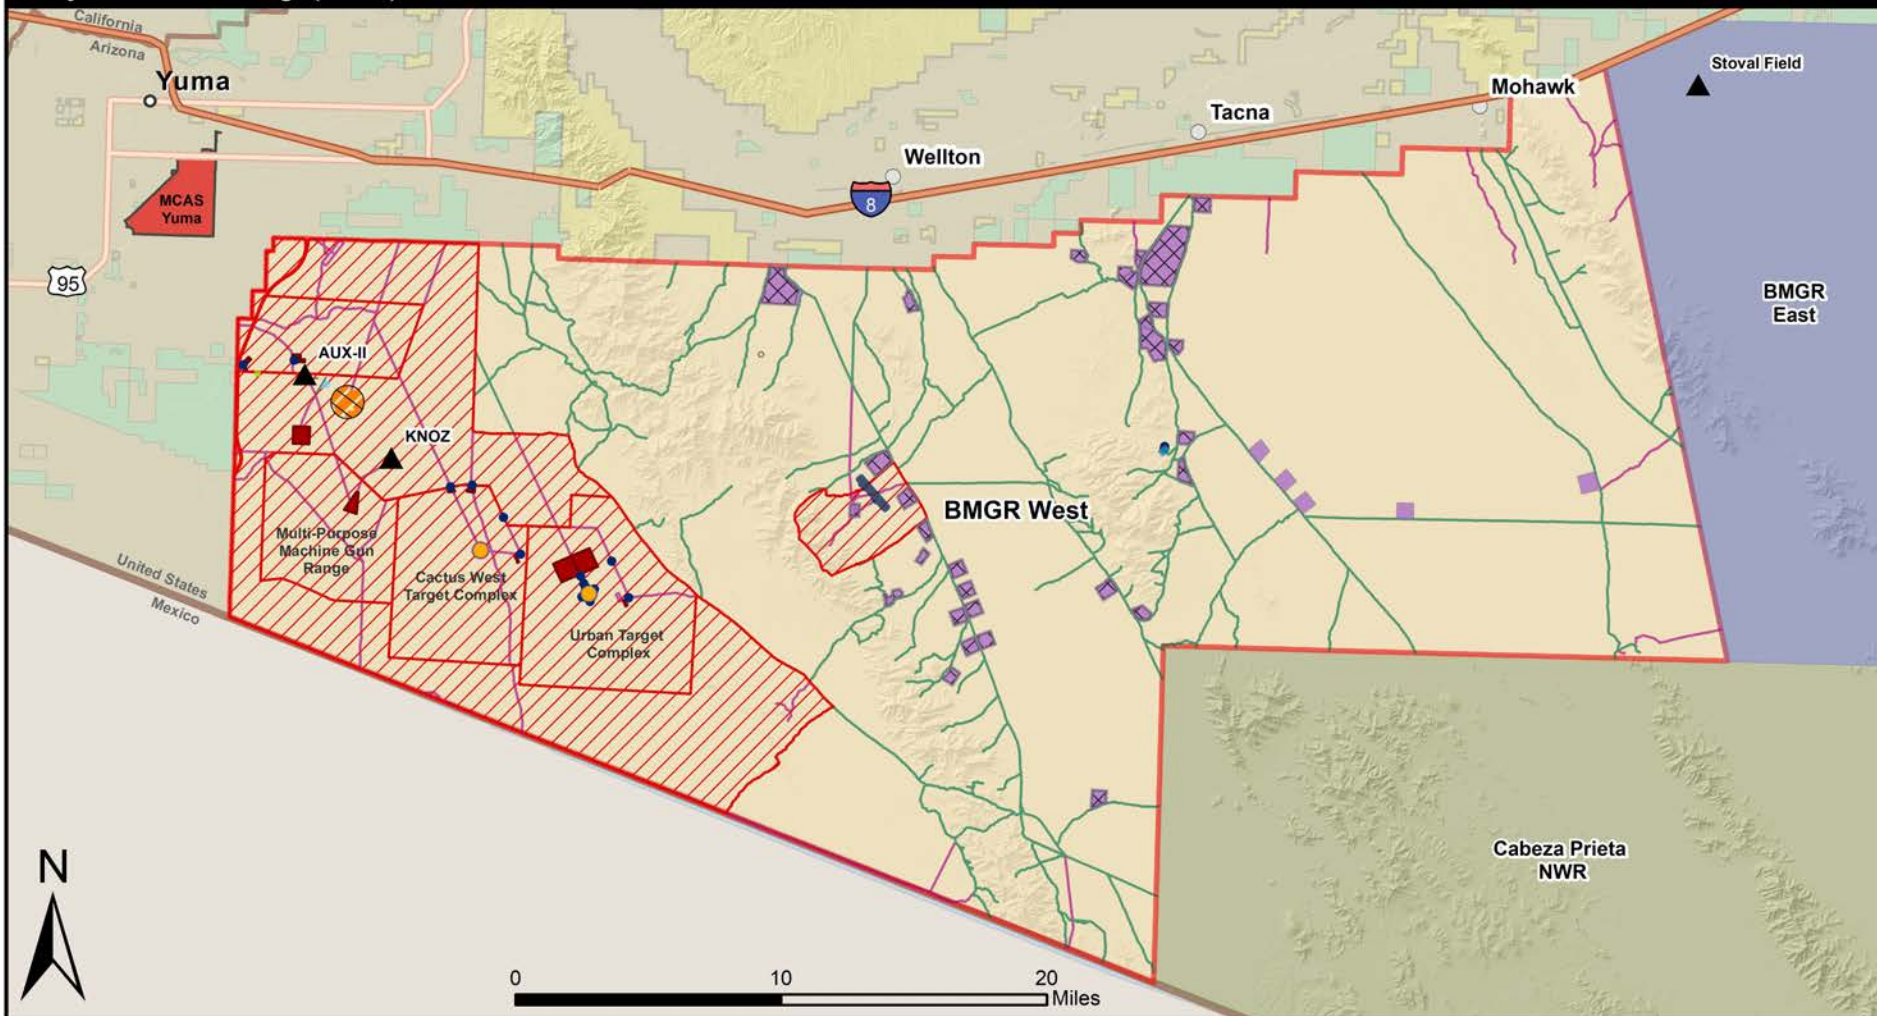 California
Arizona
Yuma
Stoval Field
Mohawk
Tacna
Wellton
MCAS
Yuma
8
95
BMGR
East
AUX-II
KNOZ
BMGR West
Multi-Purpose
Machine Gun
Range
Cactus West
Target Complex
United States
Mexico
Urban Target
Complex
Cabeza Prieta
NWR
N
0
10
20
Miles